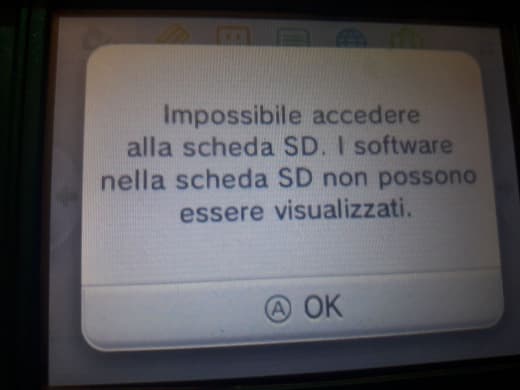 Impossibile accedere
alla scheda SD. I software
nella scheda SD non possono
essere visualizzati.
Ⓐ OK